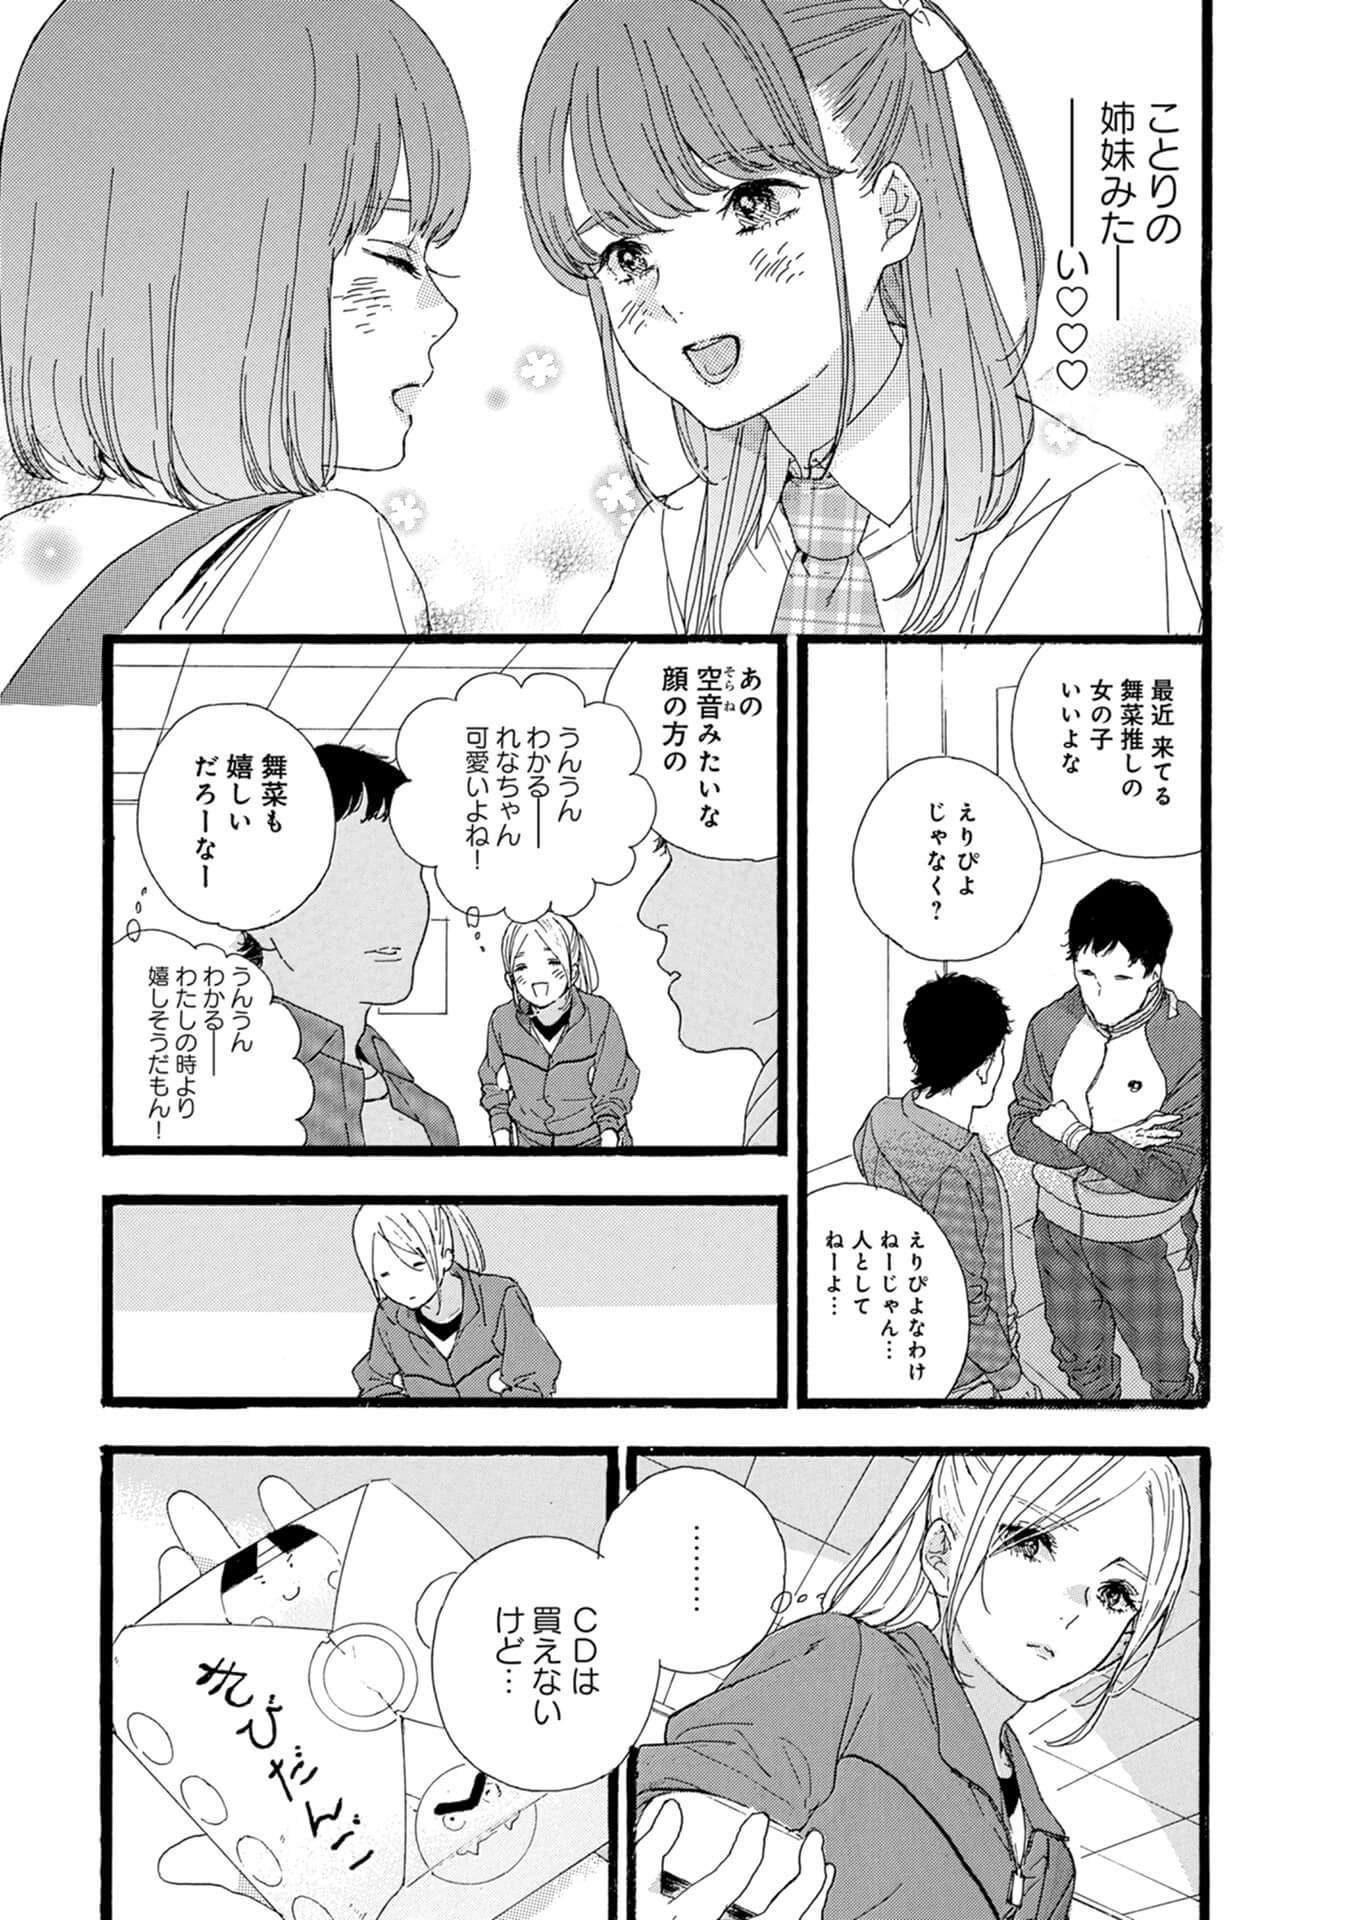 ことりの
姉妹みた――
――い♡♡♡
最近 来てる
舞菜推しの
女の子
いいよな
えりぴよ
じゃなく?
えりぴよなわけ
ねーじゃん…
人として
ねーよ…
あの
空音みたいな
そらね
顔の方の
うんうん
わかる――
れなちゃん
可愛いよね!
舞菜も
嬉しい
だろーなー
うんうん
わかる――
わたしの時より
嬉しそうだもん!
………
CDは
買えない
けど…
れびだんご